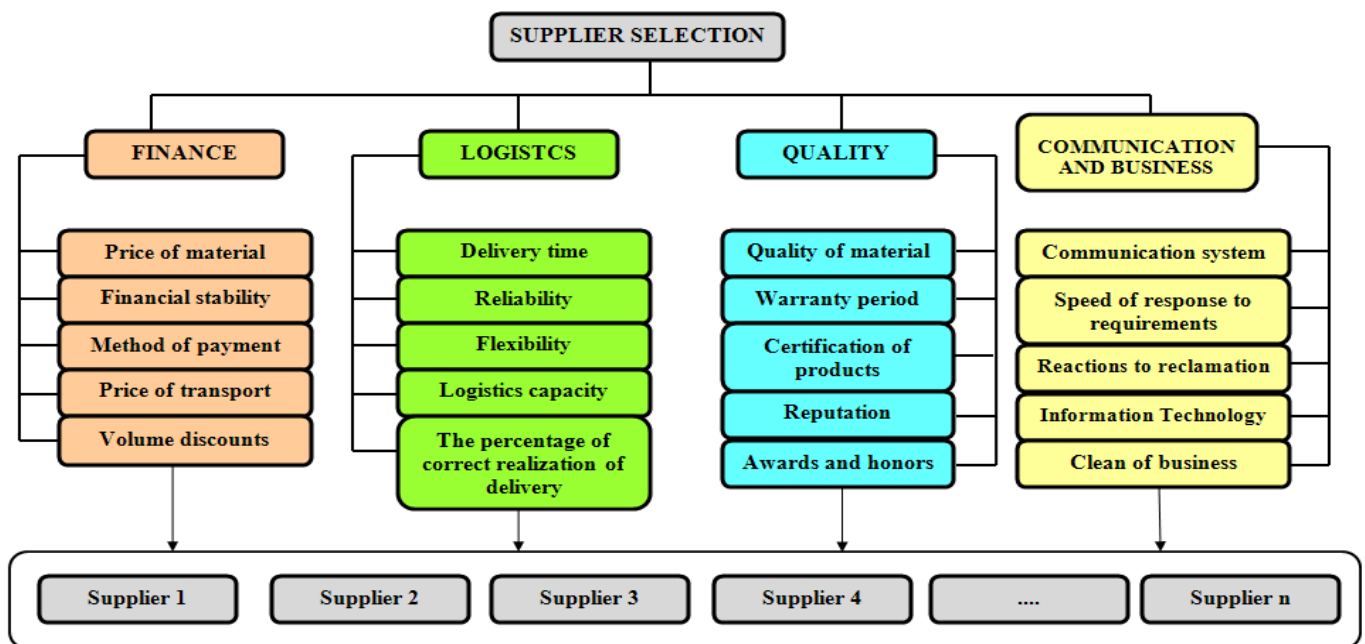 SUPPLIER SELECTION
FINANCE
LOGISTCS
QUALITY
COMMUNICATION
AND BUSINESS
Price of material
Financial stability
Method of payment
Price of transport
Volume discounts
Delivery time
Reliability
Flexibility
Logistics capacity
The percentage of
correct realization of
delivery
Quality of material
Warranty period
Certification of
products
Reputation
Awards and honors
Communication system
Speed of response to
requirements
Reactions to reclamation
Information Technology
Clean of business
Supplier 1
Supplier 2
Supplier 3
Supplier 4
....
Supplier n